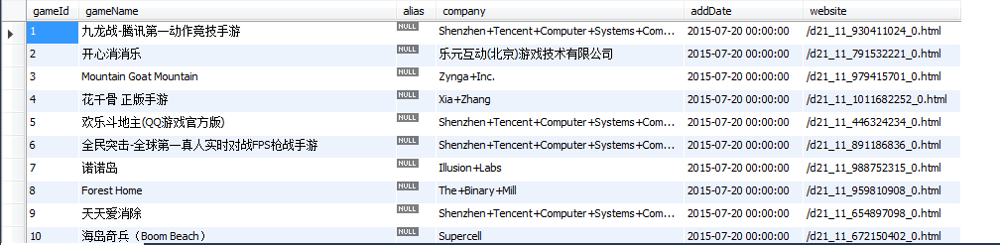 gameId gameName alias company addDate website
1 九龙战-腾讯第一动作竞技手游 NULL Shenzhen+Tencent+Computer+Systems+Com... 2015-07-20 00:00:00 /d21_11_930411024_0.html
2 开心消消乐 NULL 乐元互动(北京)游戏技术有限公司 2015-07-20 00:00:00 /d21_11_791532221_0.html
3 Mountain Goat Mountain NULL Zynga+Inc. 2015-07-20 00:00:00 /d21_11_979415701_0.html
4 花千骨 正版手游 NULL Xia+Zhang 2015-07-20 00:00:00 /d21_11_1011682252_0.html
5 欢乐斗地主(QQ游戏官方版) NULL Shenzhen+Tencent+Computer+Systems+Com... 2015-07-20 00:00:00 /d21_11_446324234_0.html
6 全民突击-全球第一真人实时对战FPS枪战手游 NULL Shenzhen+Tencent+Computer+Systems+Com... 2015-07-20 00:00:00 /d21_11_891186836_0.html
7 诺诺岛 NULL Illusion+Labs 2015-07-20 00:00:00 /d21_11_988752315_0.html
8 Forest Home NULL The+Binary+Mill 2015-07-20 00:00:00 /d21_11_959810908_0.html
9 天天爱消除 NULL Shenzhen+Tencent+Computer+Systems+Com... 2015-07-20 00:00:00 /d21_11_654897098_0.html
10 海岛奇兵（Boom Beach） NULL Supercell 2015-07-20 00:00:00 /d21_11_672150402_0.html